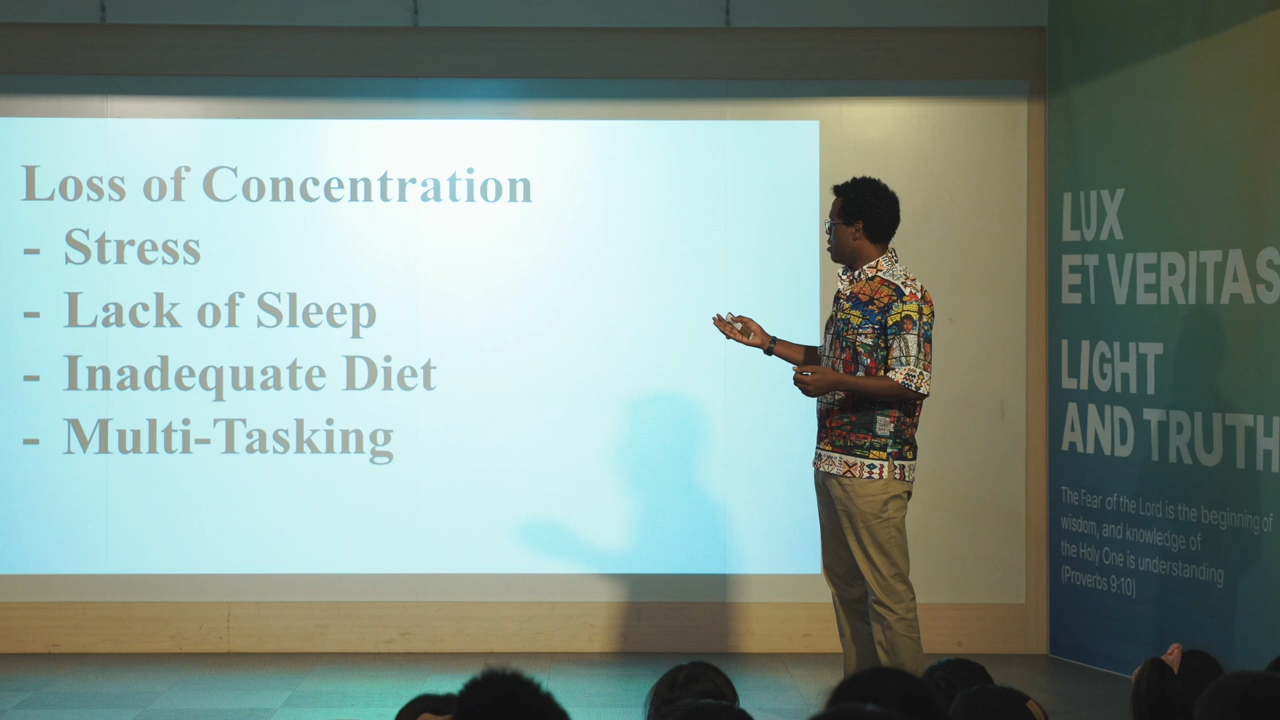 Loss of Concentration
- Stress
- Lack of Sleep
- Inadequate Diet
- Multi-Tasking
LUX
ET VERITAS
LIGHT
AND TRUTH
The Fear of the Lord is the beginning of
wisdom, and knowledge of
the Holy One is understanding
(Proverbs 9:10)